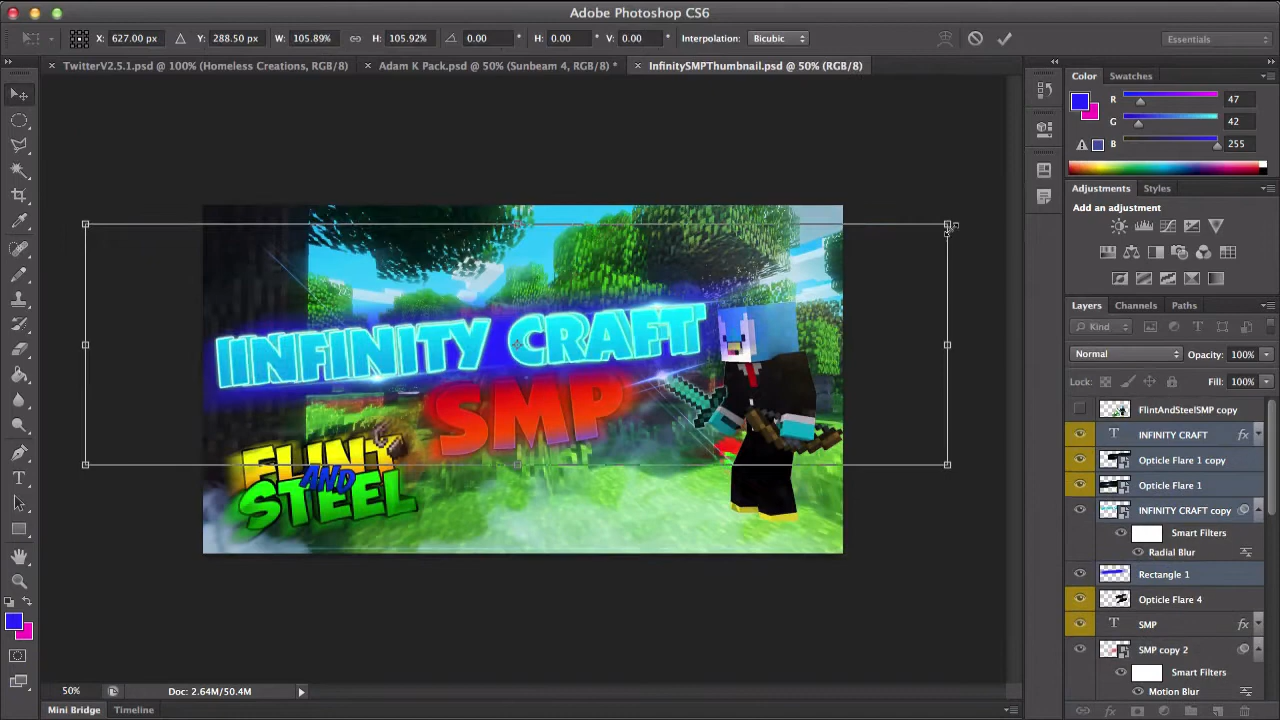 Adobe Photoshop CS6
X: 627.00 px Y: 288.50 px W: 105.89% H: 105.92% 0.00 ° H: 0.00 ° V: 0.00 ° Interpolation: Bicubic Essentials
TwitterV2.5.1.psd @ 100% (Homeless Creations, RGB/8) Adam K Pack.psd @ 50% (Sunbeam 4, RGB/8) * InfinitySMPThumbnail.psd @ 50% (RGB/8)
Color Swatches
R 47
G 42
B 255
Adjustments Styles
Add an adjustment
Layers Channels Paths
Kind
Normal Opacity: 100%
Lock: Fill: 100%
FlintAndSteelSMP copy
T INFINITY CRAFT fx
Opticle Flare 1 copy
Opticle Flare 1
INFINITY CRAFT copy
Smart Filters
Radial Blur
Rectangle 1
Opticle Flare 4
T SMP fx
SMP copy 2
Smart Filters
Motion Blur
fx
INFINITY CRAFT
SMP
FLINT
AND
STEEL
50% Doc: 2.64M/50.4M
Mini Bridge Timeline